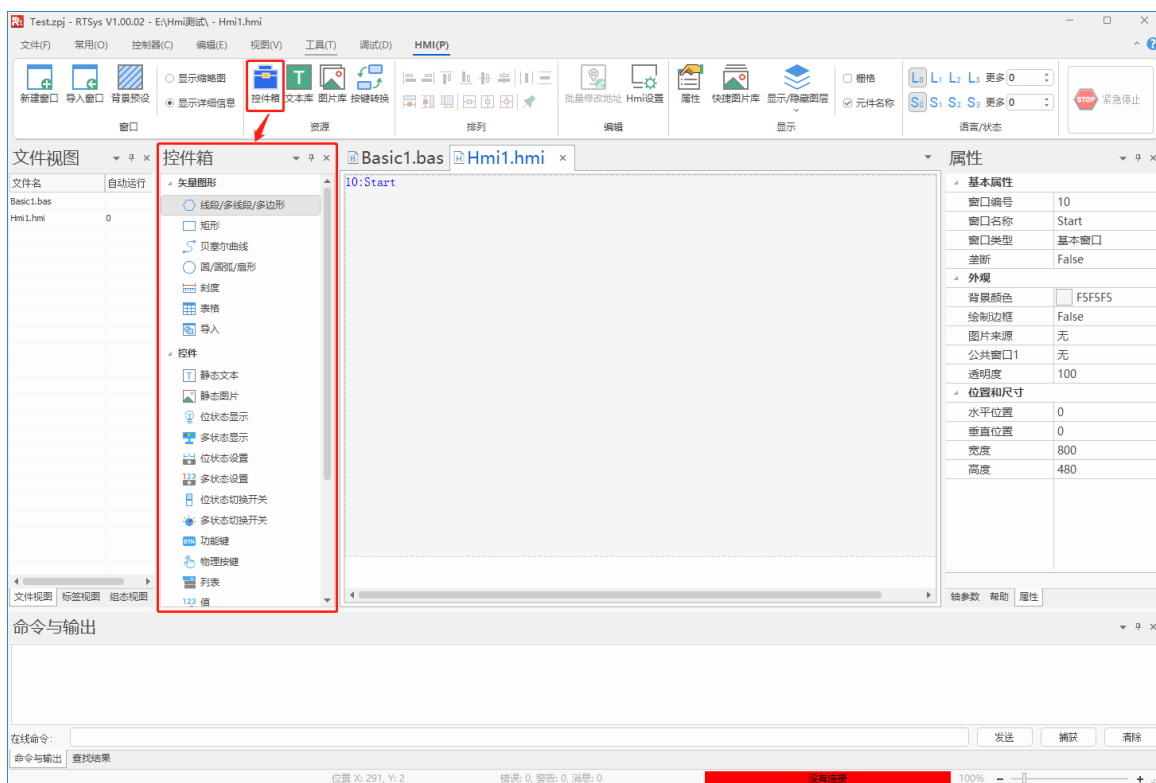 Test.zpj - RTSys V1.00.02 - E:\Hmi测试\ - Hmi1.hmi
文件(F) 常用(O) 控制器(C) 编辑(E) 视图(V) 工具(T) 调试(D) HMI(P)
新建窗口 导入窗口 背景预设
显示缩略图
显示详细信息
窗口
控件箱 文本库 图片库 按键转换
资源
排列
批量修改地址 Hmi设置
编辑
属性 快捷图片库 显示/隐藏图层
栅格
元件名称
显示
L0 L1 L2 L3 更多 0
S0 S1 S2 S3 更多 0
语言/状态
STOP 紧急停止
文件视图
文件名 自动运行
Basic1.bas
Hmi1.hmi 0
文件视图 标签视图 组态视图
控件箱
矢量图形
线段/多线段/多边形
矩形
贝塞尔曲线
圆/圆弧/扇形
刻度
表格
导入
控件
静态文本
静态图片
位状态显示
多状态显示
位状态设置
多状态设置
位状态切换开关
多状态切换开关
功能键
物理按键
列表
值
Basic1.bas Hmi1.hmi
10:Start
属性
基本属性
窗口编号 10
窗口名称 Start
窗口类型 基本窗口
垄断 False
外观
背景颜色 F5F5F5
绘制边框 False
图片来源 无
公共窗口1 无
透明度 100
位置和尺寸
水平位置 0
垂直位置 0
宽度 800
高度 480
轴参数 帮助 属性
命令与输出
在线命令: 发送 捕获 清除
命令与输出 查找结果
位置 X: 291, Y: 2 错误: 0, 警告: 0, 消息: 0 没有连接 100%